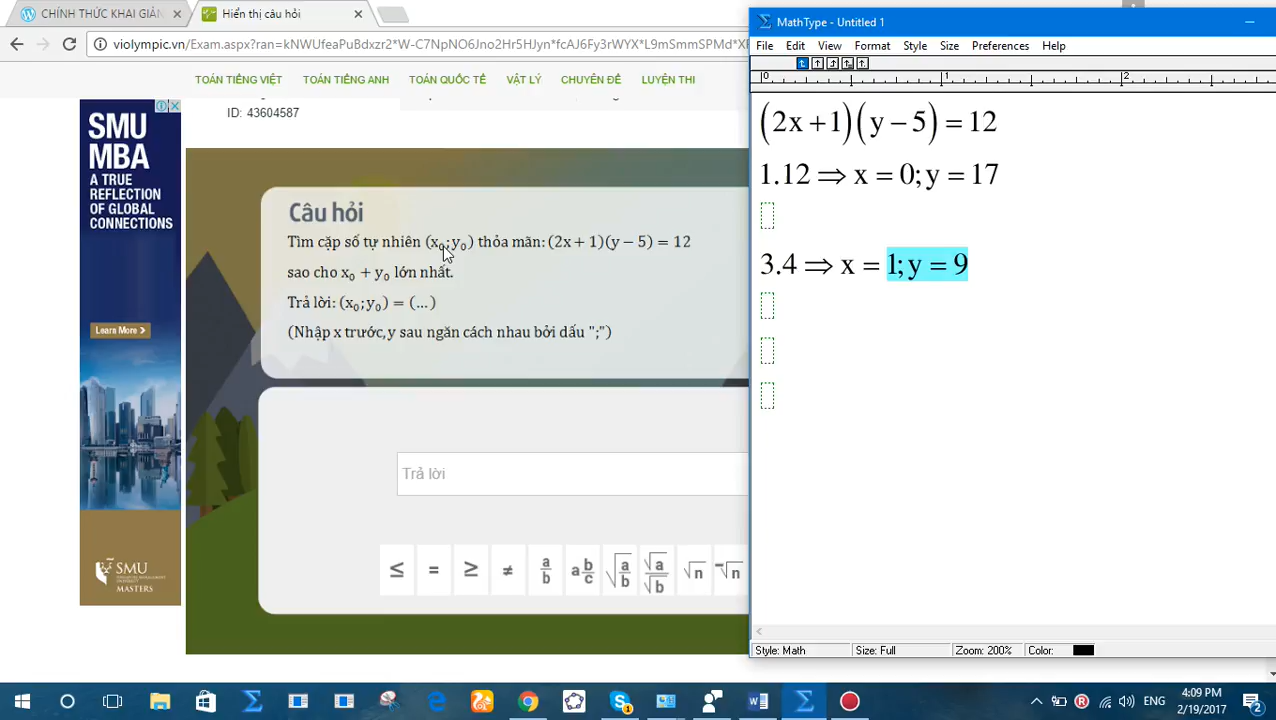 CHÍNH THỨC KHAI GIẢN
Hiển thị câu hỏi
violympic.vn/Exam.aspx?ran=kNWUfeaPuBdxzr2*W-C7NpNO6Jno2Hr5HJyn*fcAJ6Fy3rWYX*L9mSmmSPMd*XF
TOÁN TIẾNG VIỆT TOÁN TIẾNG ANH TOÁN QUỐC TẾ VẬT LÝ CHUYÊN ĐỀ LUYỆN THI
ID: 43604587
SMU
MBA
A TRUE
REFLECTION
OF GLOBAL
CONNECTIONS
Learn More >
SMU
MASTERS
Câu hỏi
Tìm cặp số tự nhiên (x₀;y₀) thỏa mãn: (2x + 1)(y − 5) = 12
sao cho x₀ + y₀ lớn nhất.
Trả lời: (x₀;y₀) = (...)
(Nhập x trước,y sau ngăn cách nhau bởi dấu ";")
Trả lời
≤ = ≥ ≠ a/b a b/c √(a/b) √a/√b √n ⁻√n
MathType - Untitled 1
File Edit View Format Style Size Preferences Help
0 1 2
(2x + 1)(y − 5) = 12
1.12 ⇒ x = 0; y = 17
3.4 ⇒ x = 1; y = 9
Style: Math Size: Full Zoom: 200% Color:
ENG
4:09 PM
2/19/2017
2